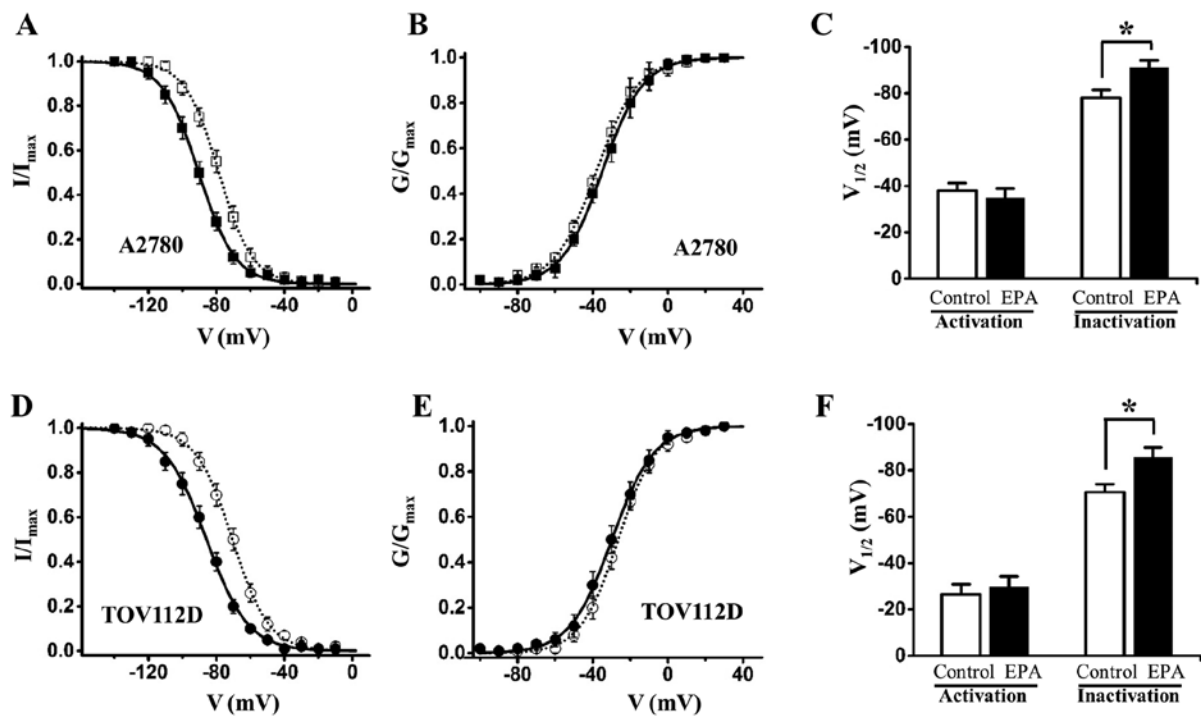 A
1.0
0.8
0.6
0.4
0.2
0.0
I/Imax
A2780
-120 -80 -40 0
V (mV)
B
1.0
0.8
0.6
0.4
0.2
0.0
G/Gmax
A2780
-80 -40 0 40
V (mV)
C
-100
-80
-60
-40
-20
0
V1/2 (mV)
*
Control EPA Control EPA
Activation Inactivation
D
1.0
0.8
0.6
0.4
0.2
0.0
I/Imax
TOV112D
-120 -80 -40 0
V (mV)
E
1.0
0.8
0.6
0.4
0.2
0.0
G/Gmax
TOV112D
-80 -40 0 40
V (mV)
F
-100
-80
-60
-40
-20
0
V1/2 (mV)
*
Control EPA Control EPA
Activation Inactivation